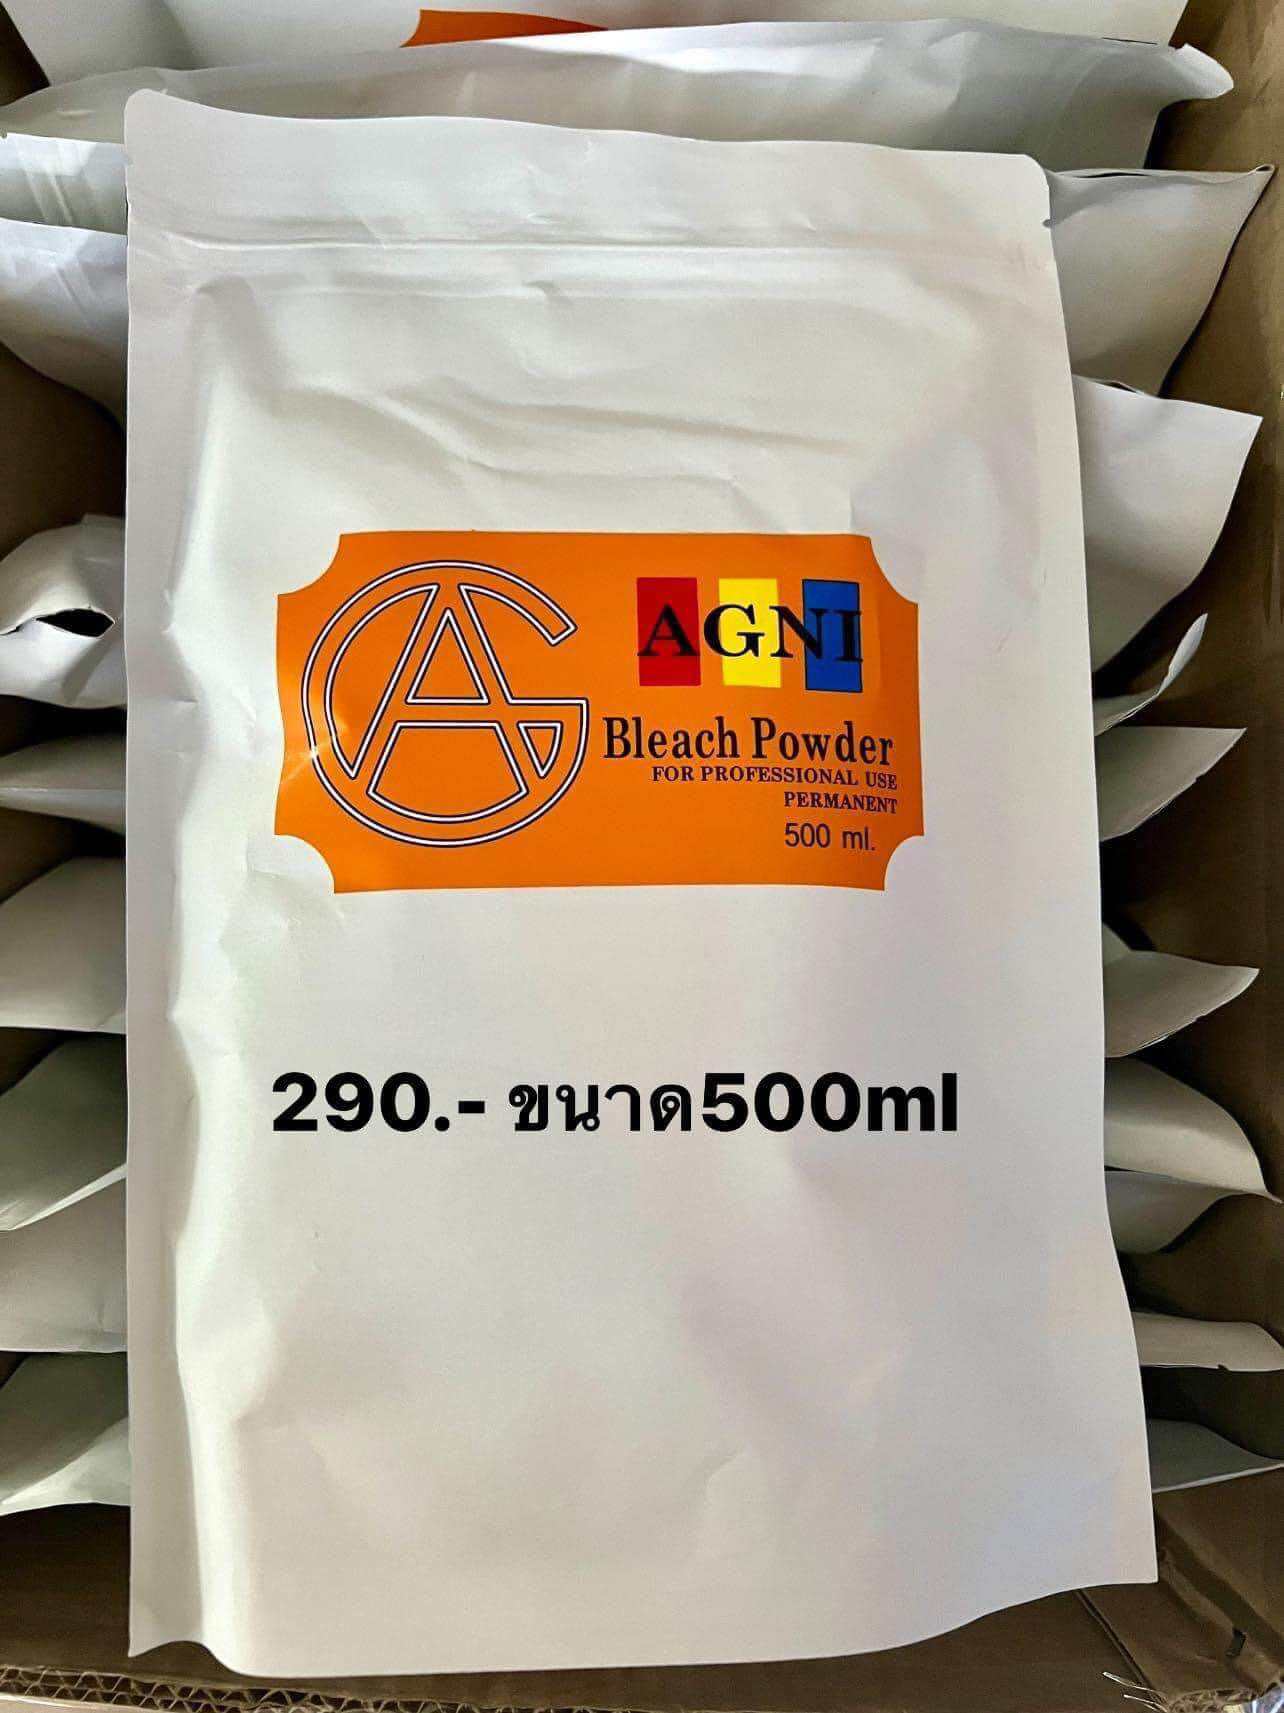 AGNI
Bleach Powder
FOR PROFESSIONAL USE
PERMANENT
500 ml.
290.- ขนาด500ml